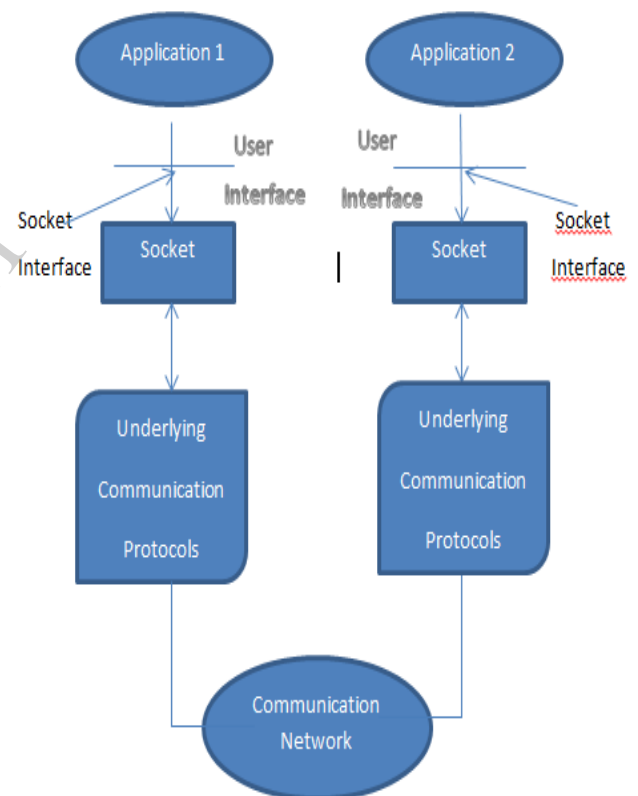 Application 1
Application 2
User
Interface
User
Interface
Socket
Interface
Socket
Socket
Socket
Interface
Underlying
Communication
Protocols
Underlying
Communication
Protocols
Communication
Network